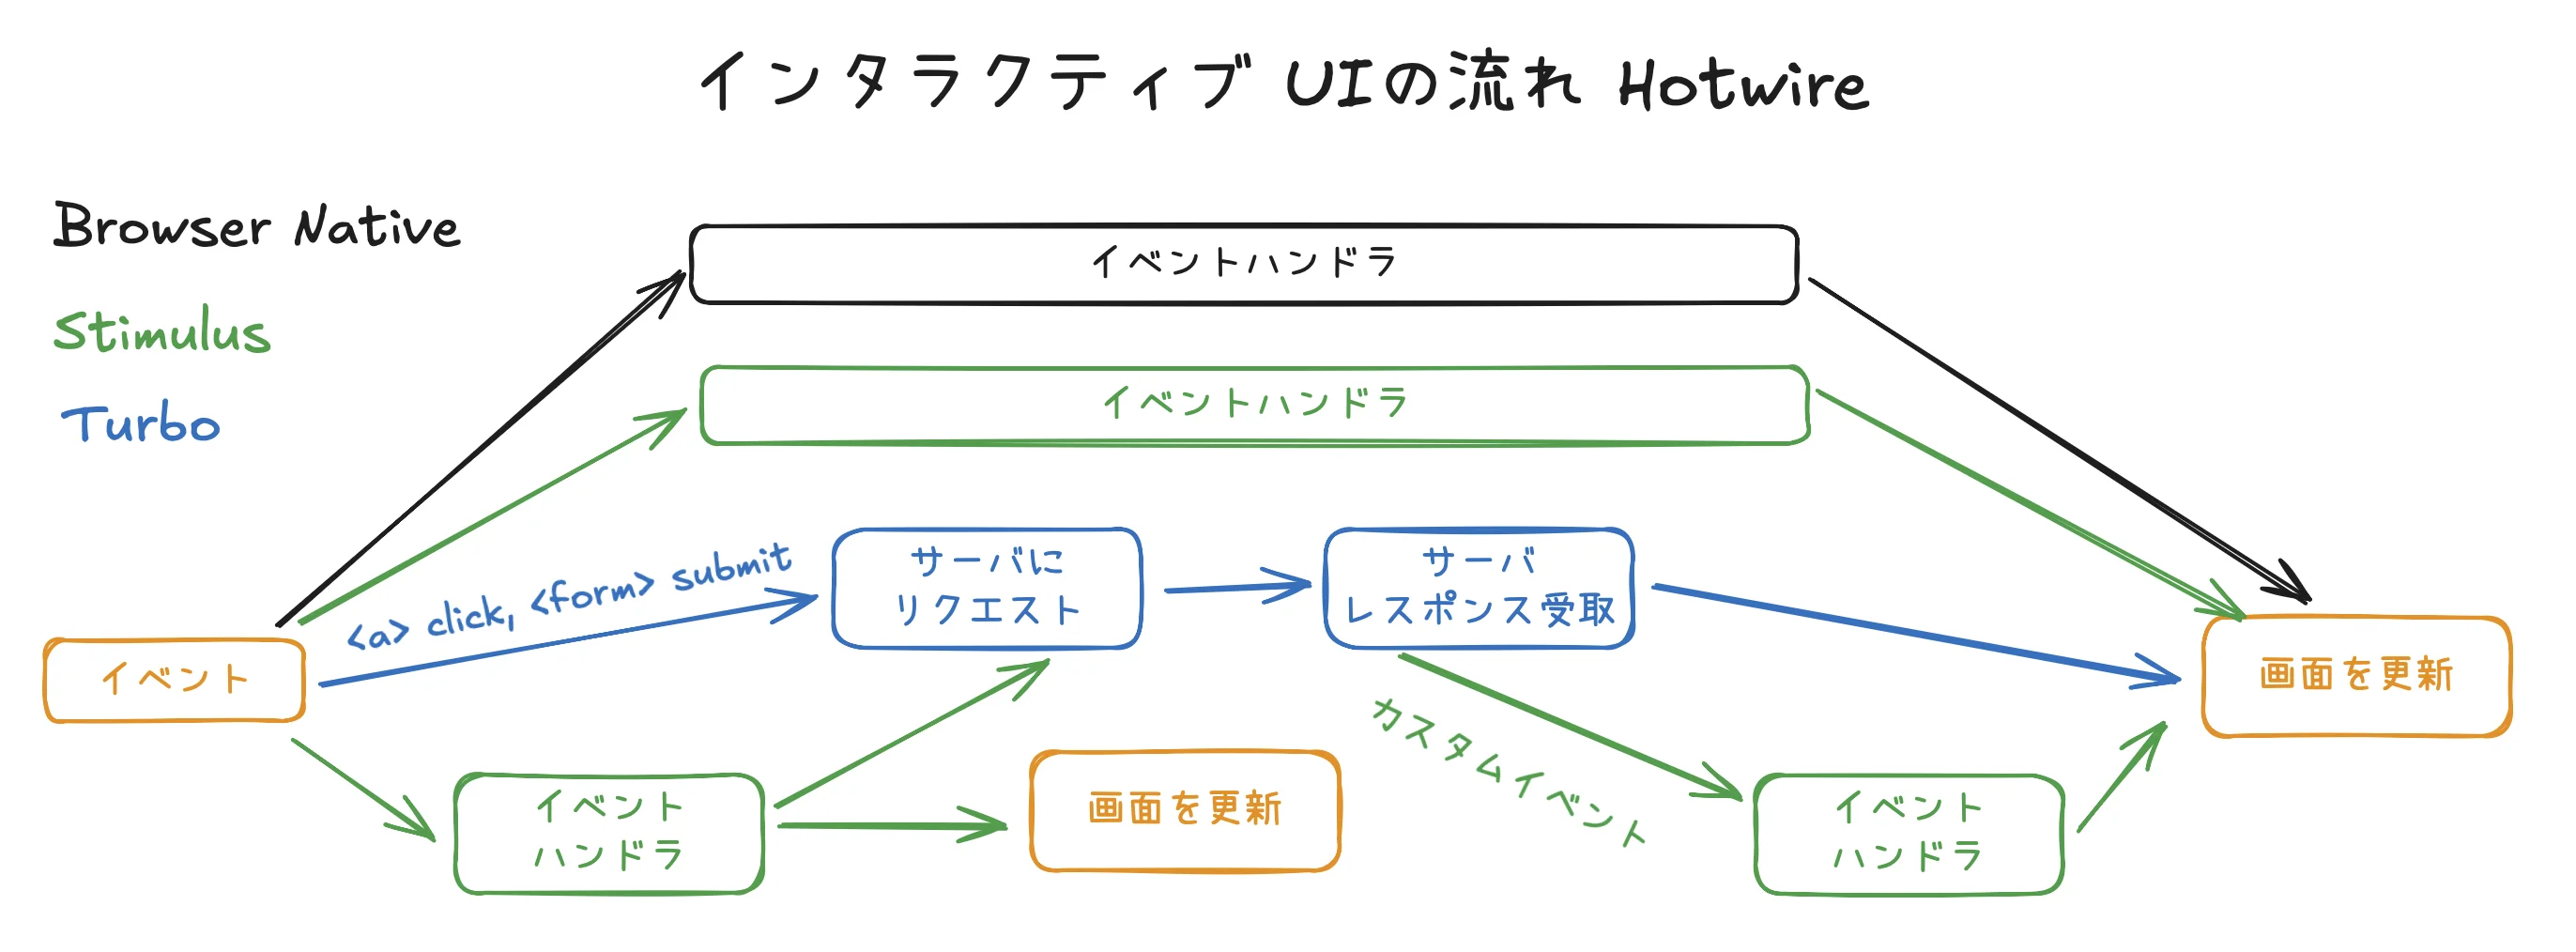 インタラクティブ UIの流れ Hotwire
Browser Native
Stimulus
Turbo
イベントハンドラ
イベントハンドラ
<a> click, <form> submit
サーバに
リクエスト
サーバ
レスポンス受取
イベント
画面を更新
カスタムイベント
イベント
ハンドラ
画面を更新
イベント
ハンドラ